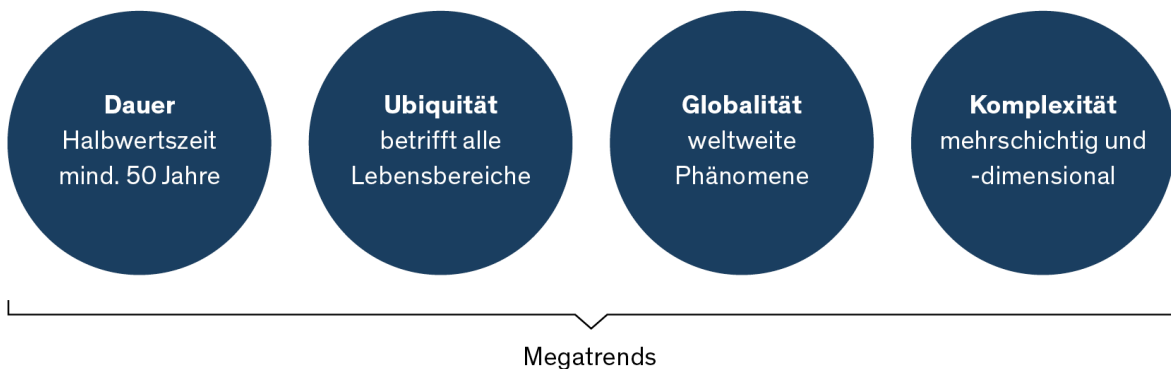 Dauer
Halbwertszeit
mind. 50 Jahre
Ubiquität
betrifft alle
Lebensbereiche
Globalität
weltweite
Phänomene
Komplexität
mehrschichtig und
-dimensional
Megatrends